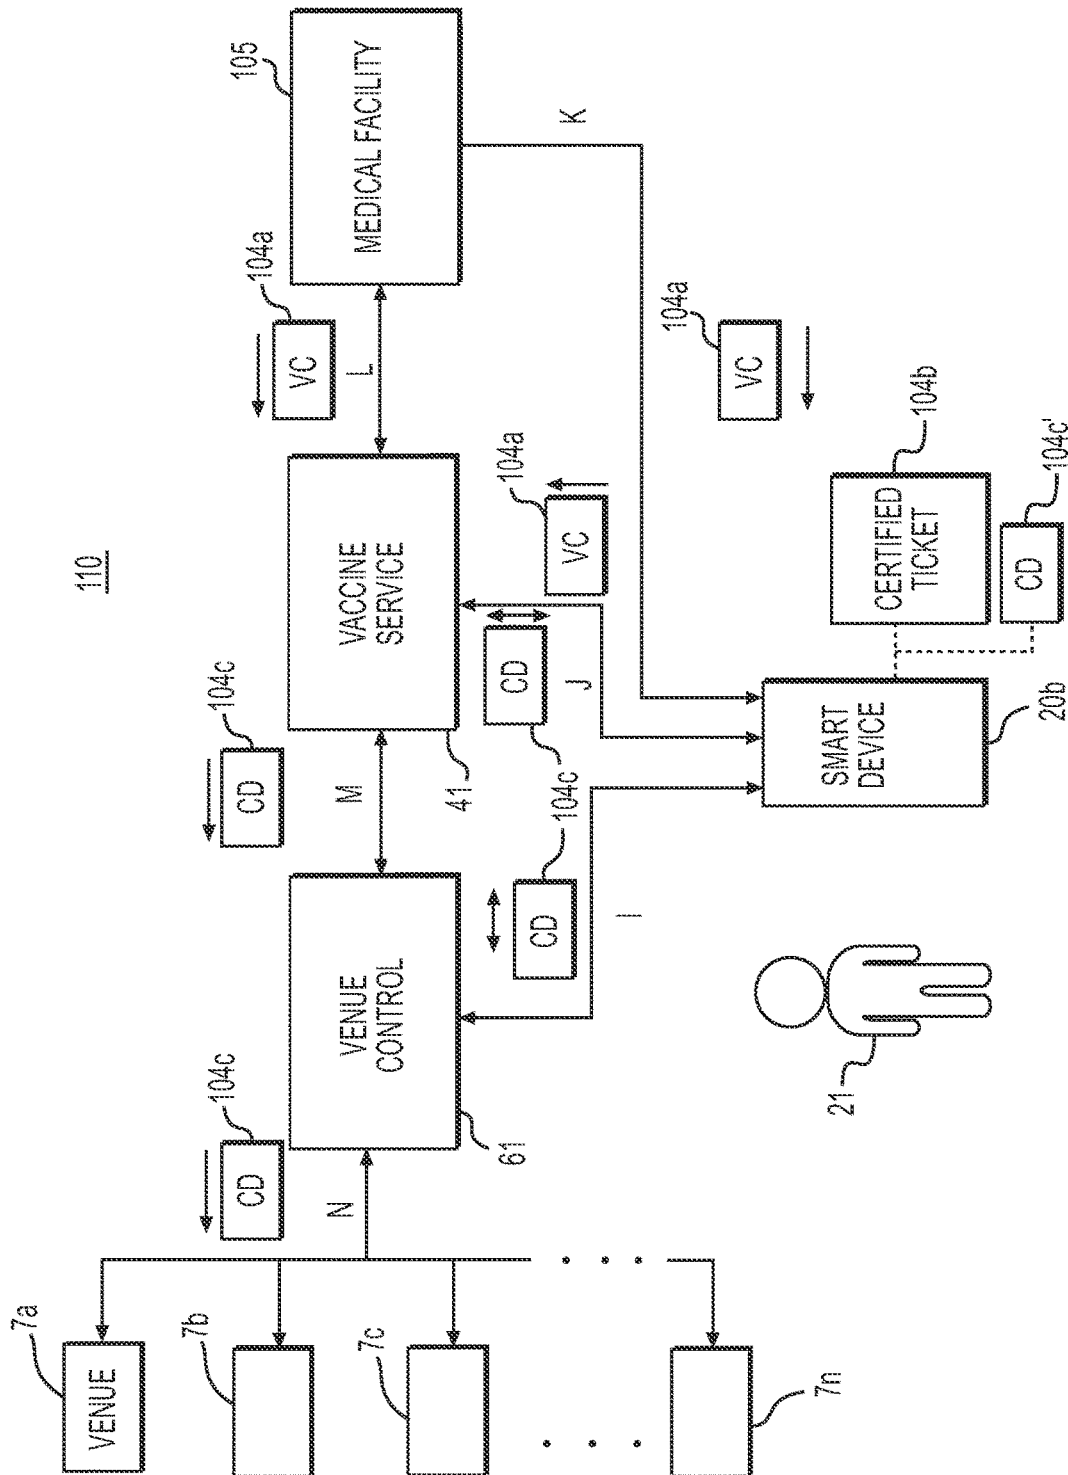 110
7a
VENUE
7b
7c
7n
N
CD
104c
61
VENUE
CONTROL
M
CD
104c
41
VACCINE
SERVICE
L
VC
104a
105
MEDICAL FACILITY
K
CD
I
104c
CD
J
VC
104a
VC
104a
21
SMART
DEVICE
20b
CERTIFIED
TICKET
104b
CD
104c'